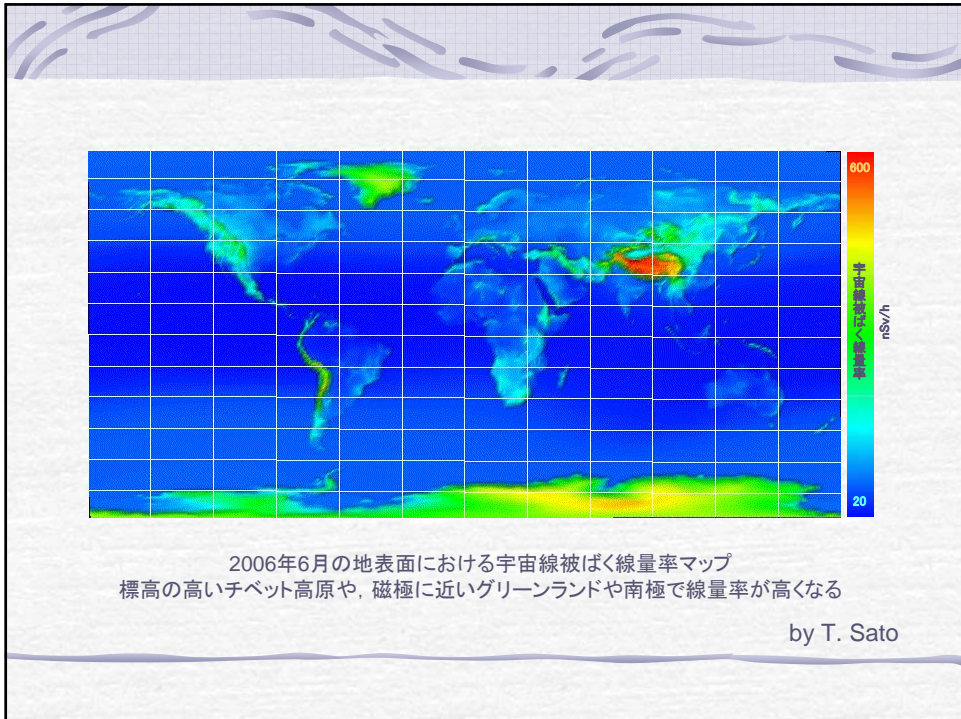 600
宇宙線被ばく線量率
nSv/h
20
2006年6月の地表面における宇宙線被ばく線量率マップ
標高の高いチベット高原や, 磁極に近いグリーンランドや南極で線量率が高くなる
by T. Sato